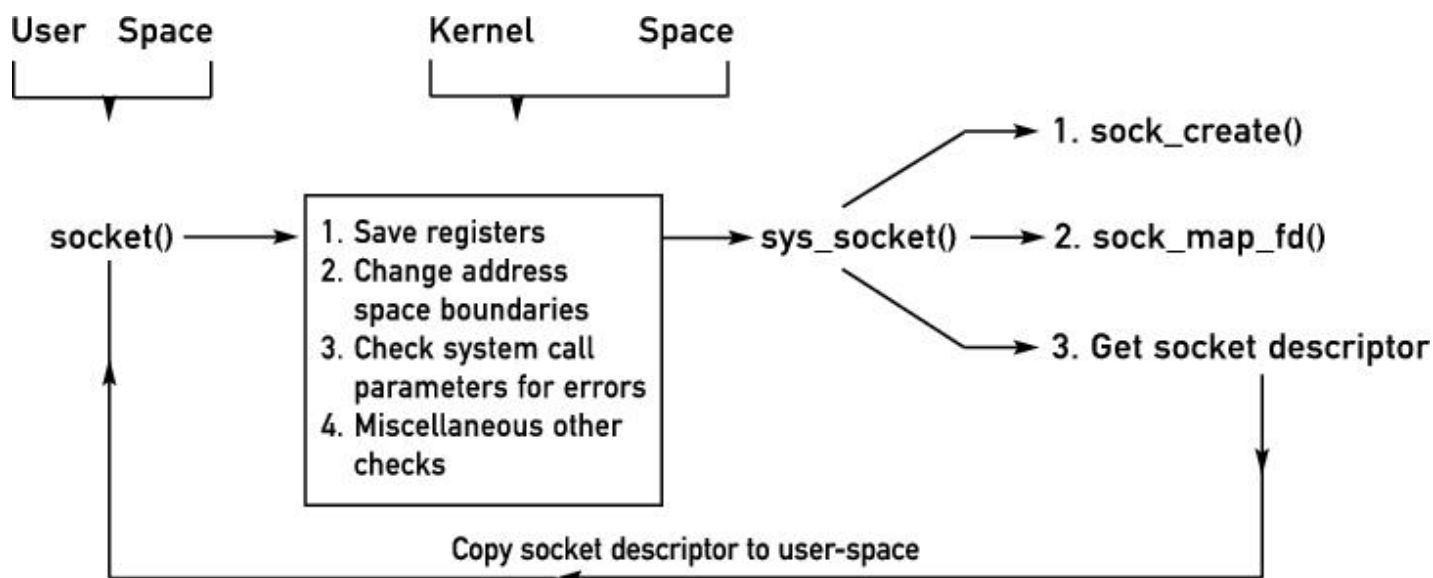 User Space
Kernel Space
1. sock_create()
socket()
1. Save registers
2. Change address
space boundaries
3. Check system call
parameters for errors
4. Miscellaneous other
checks
sys_socket()
2. sock_map_fd()
3. Get socket descriptor
Copy socket descriptor to user-space